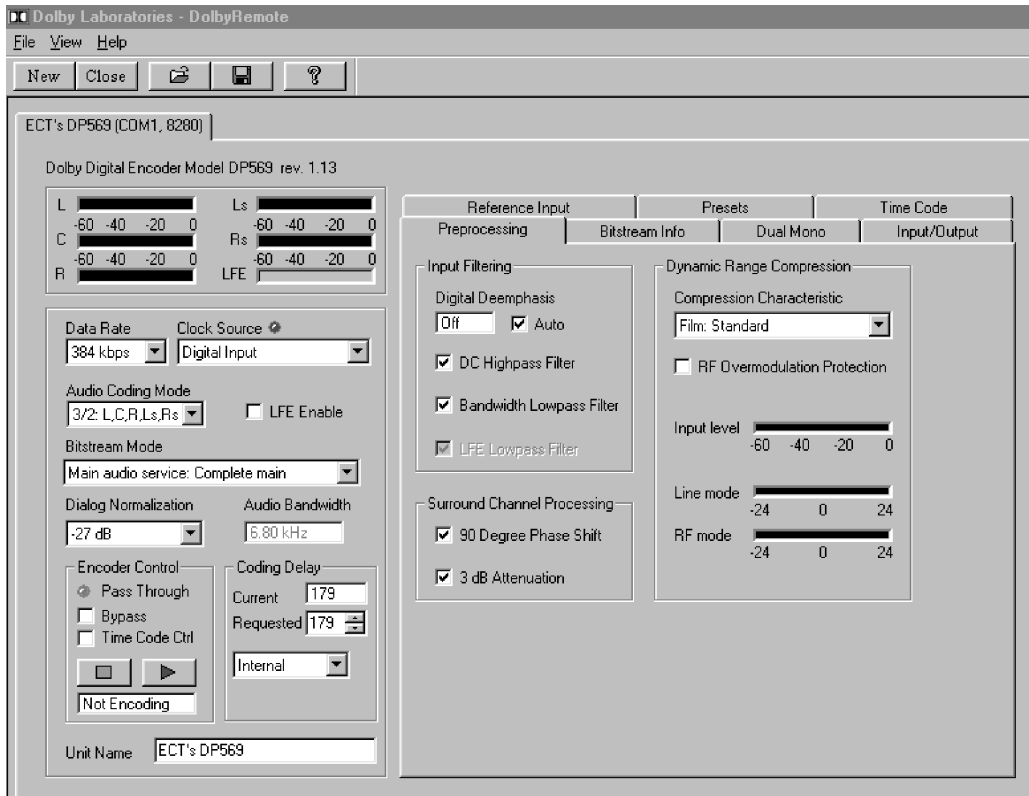 Dolby Laboratories - DolbyRemote
File View Help
New Close
ECT's DP569 (COM1, 8280)
Dolby Digital Encoder Model DP569 rev. 1.13
L Ls
-60 -40 -20 0 -60 -40 -20 0
C Rs
-60 -40 -20 0 -60 -40 -20 0
R LFE
Data Rate Clock Source
384 kbps Digital Input
Audio Coding Mode
3/2: L,C,R,Ls,Rs LFE Enable
Bitstream Mode
Main audio service: Complete main
Dialog Normalization Audio Bandwidth
-27 dB 6.80 kHz
Encoder Control
Pass Through
Bypass
Time Code Ctrl
Not Encoding
Coding Delay
Current 179
Requested 179
Internal
Unit Name ECT's DP569
Reference Input Presets Time Code
Preprocessing Bitstream Info Dual Mono Input/Output
Input Filtering
Digital Deemphasis
Off Auto
DC Highpass Filter
Bandwidth Lowpass Filter
LFE Lowpass Filter
Surround Channel Processing
90 Degree Phase Shift
3 dB Attenuation
Dynamic Range Compression
Compression Characteristic
Film: Standard
RF Overmodulation Protection
Input level
-60 -40 -20 0
Line mode
-24 0 24
RF mode
-24 0 24